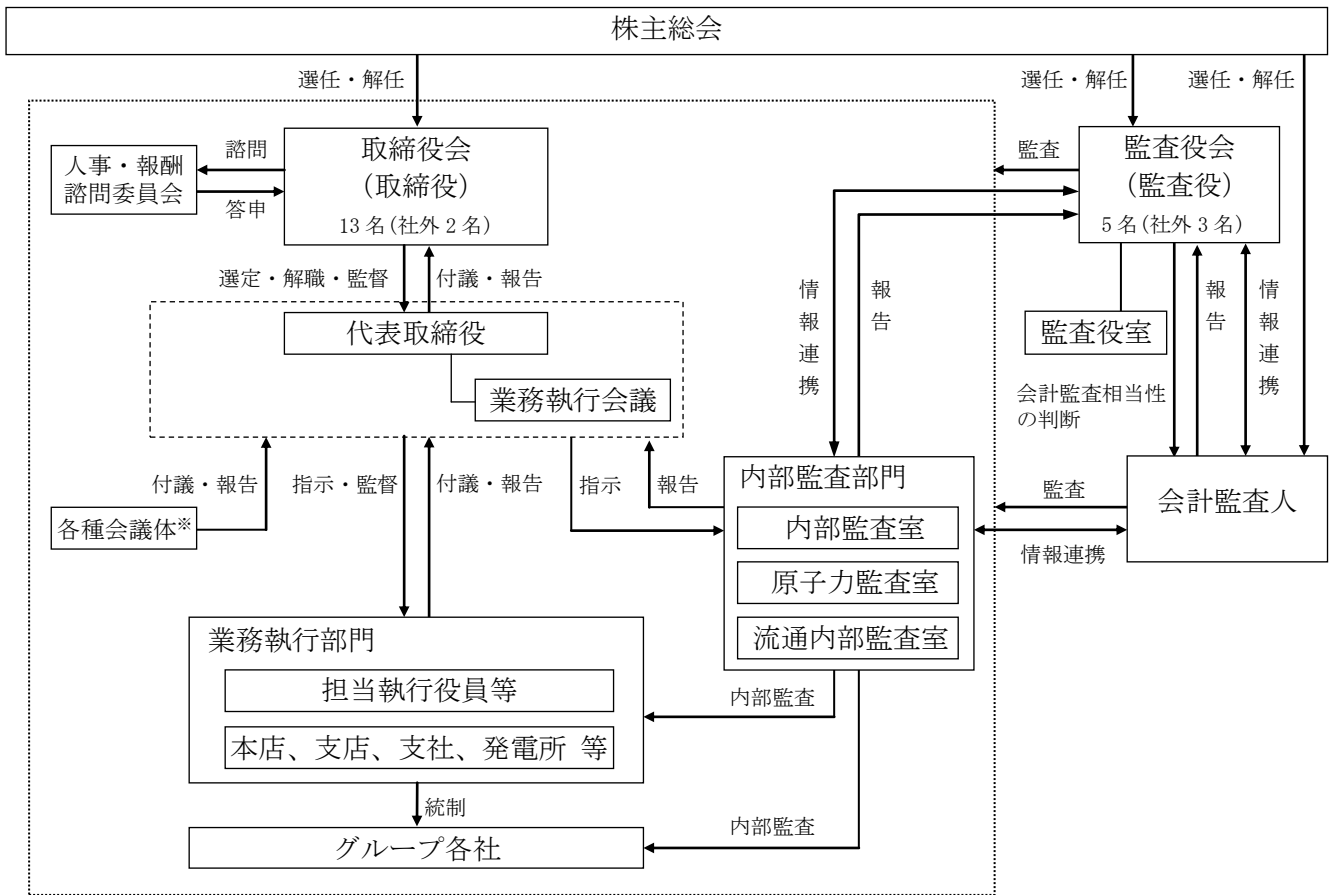 株主総会
選任・解任
選任・解任
選任・解任
人事・報酬
諮問委員会
諮問
答申
取締役会
(取締役)
13名(社外2名)
監査
監査役会
(監査役)
5名(社外3名)
選定・解職・監督
付議・報告
情報連携
報告
監査役室
報告
情報連携
代表取締役
業務執行会議
会計監査相当性
の判断
付議・報告
指示・監督
付議・報告
指示
報告
各種会議体※
内部監査部門
内部監査室
原子力監査室
流通内部監査室
監査
情報連携
会計監査人
業務執行部門
担当執行役員等
本店、支店、支社、発電所 等
内部監査
統制
グループ各社
内部監査